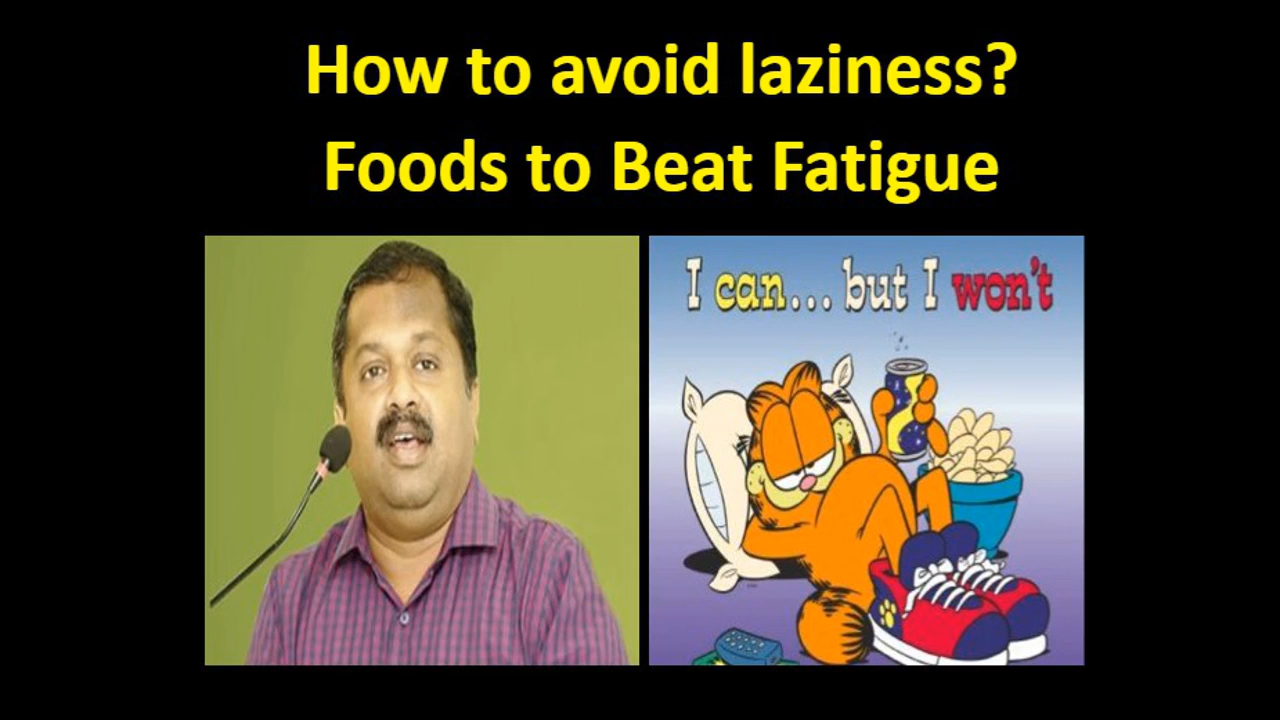 How to avoid laziness?
Foods to Beat Fatigue
I can... but I won't